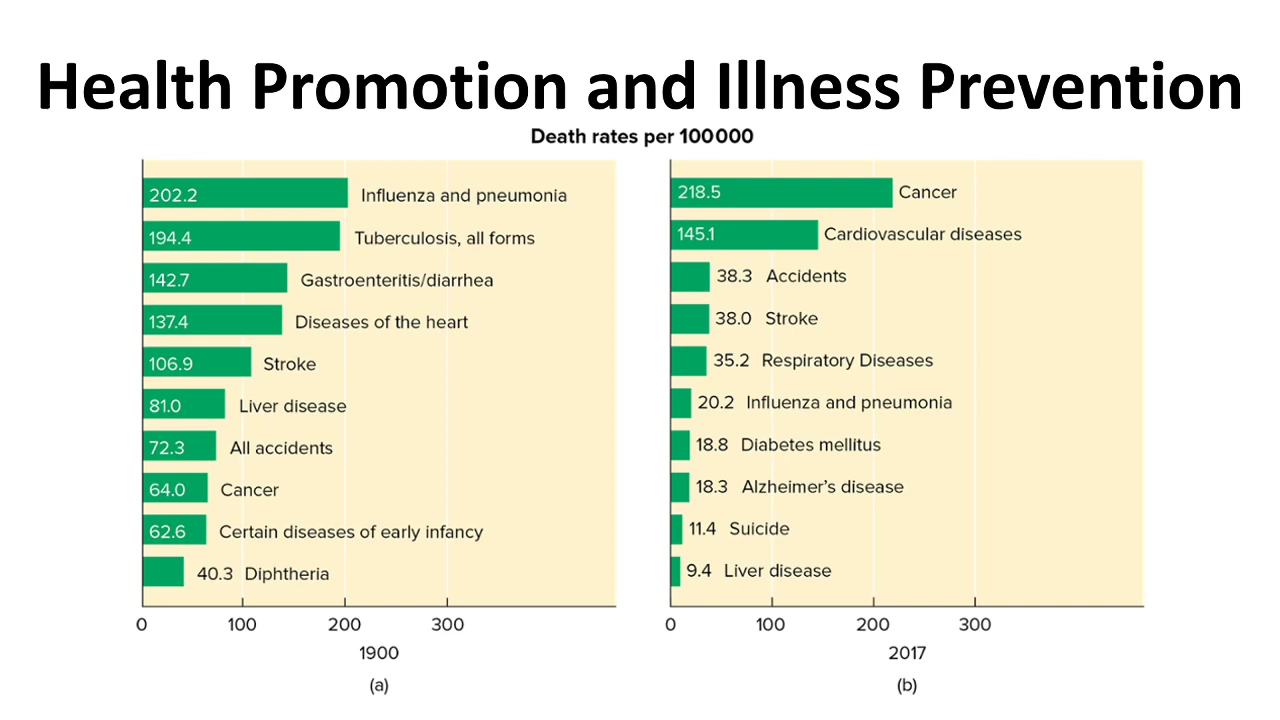 Health Promotion and Illness Prevention
Death rates per 100 000
202.2 Influenza and pneumonia
194.4 Tuberculosis, all forms
142.7 Gastroenteritis/diarrhea
137.4 Diseases of the heart
106.9 Stroke
81.0 Liver disease
72.3 All accidents
64.0 Cancer
62.6 Certain diseases of early infancy
40.3 Diphtheria
0 100 200 300
1900
(a)
218.5 Cancer
145.1 Cardiovascular diseases
38.3 Accidents
38.0 Stroke
35.2 Respiratory Diseases
20.2 Influenza and pneumonia
18.8 Diabetes mellitus
18.3 Alzheimer's disease
11.4 Suicide
9.4 Liver disease
0 100 200 300
2017
(b)